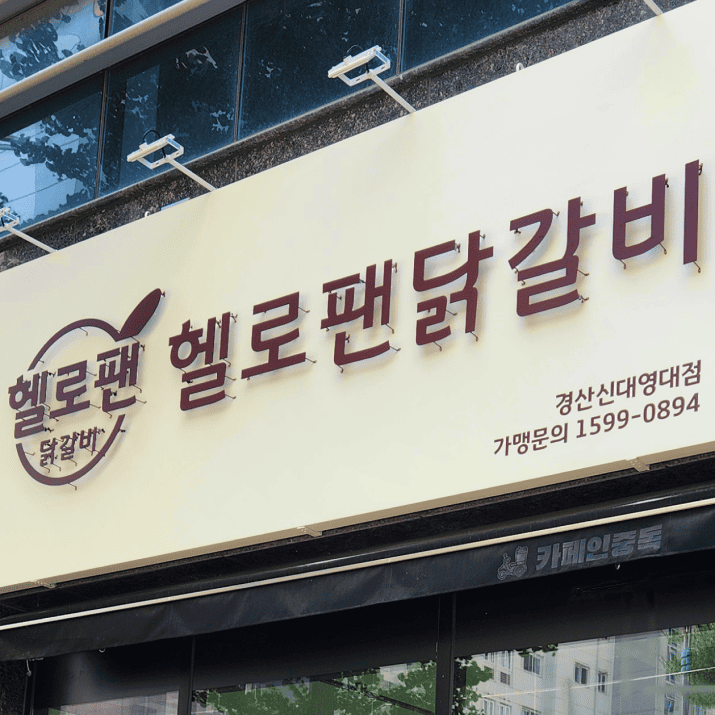 헬로팬
닭갈비
헬로팬닭갈비
경산신대영대점
가맹문의 1599-0894
카페인중독